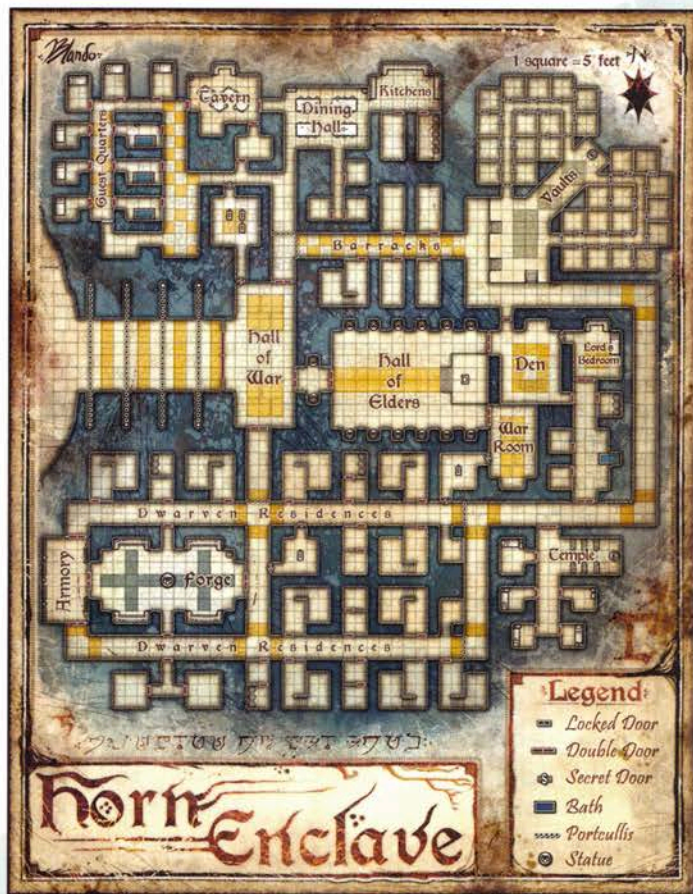 Blando
1 square = 5 feet
N
Tavern
Dining
Hall
Kitchens
Guest Quarters
Vaults
Barracks
Hall
of
War
Hall
of
Elders
Den
Lord's
Bedroom
War
Room
Dwarven Residences
Armory
Forge
Temple
Dwarven Residences
Legend
Locked Door
Double Door
Secret Door
Bath
Portcullis
Statue
Horn
Enclave